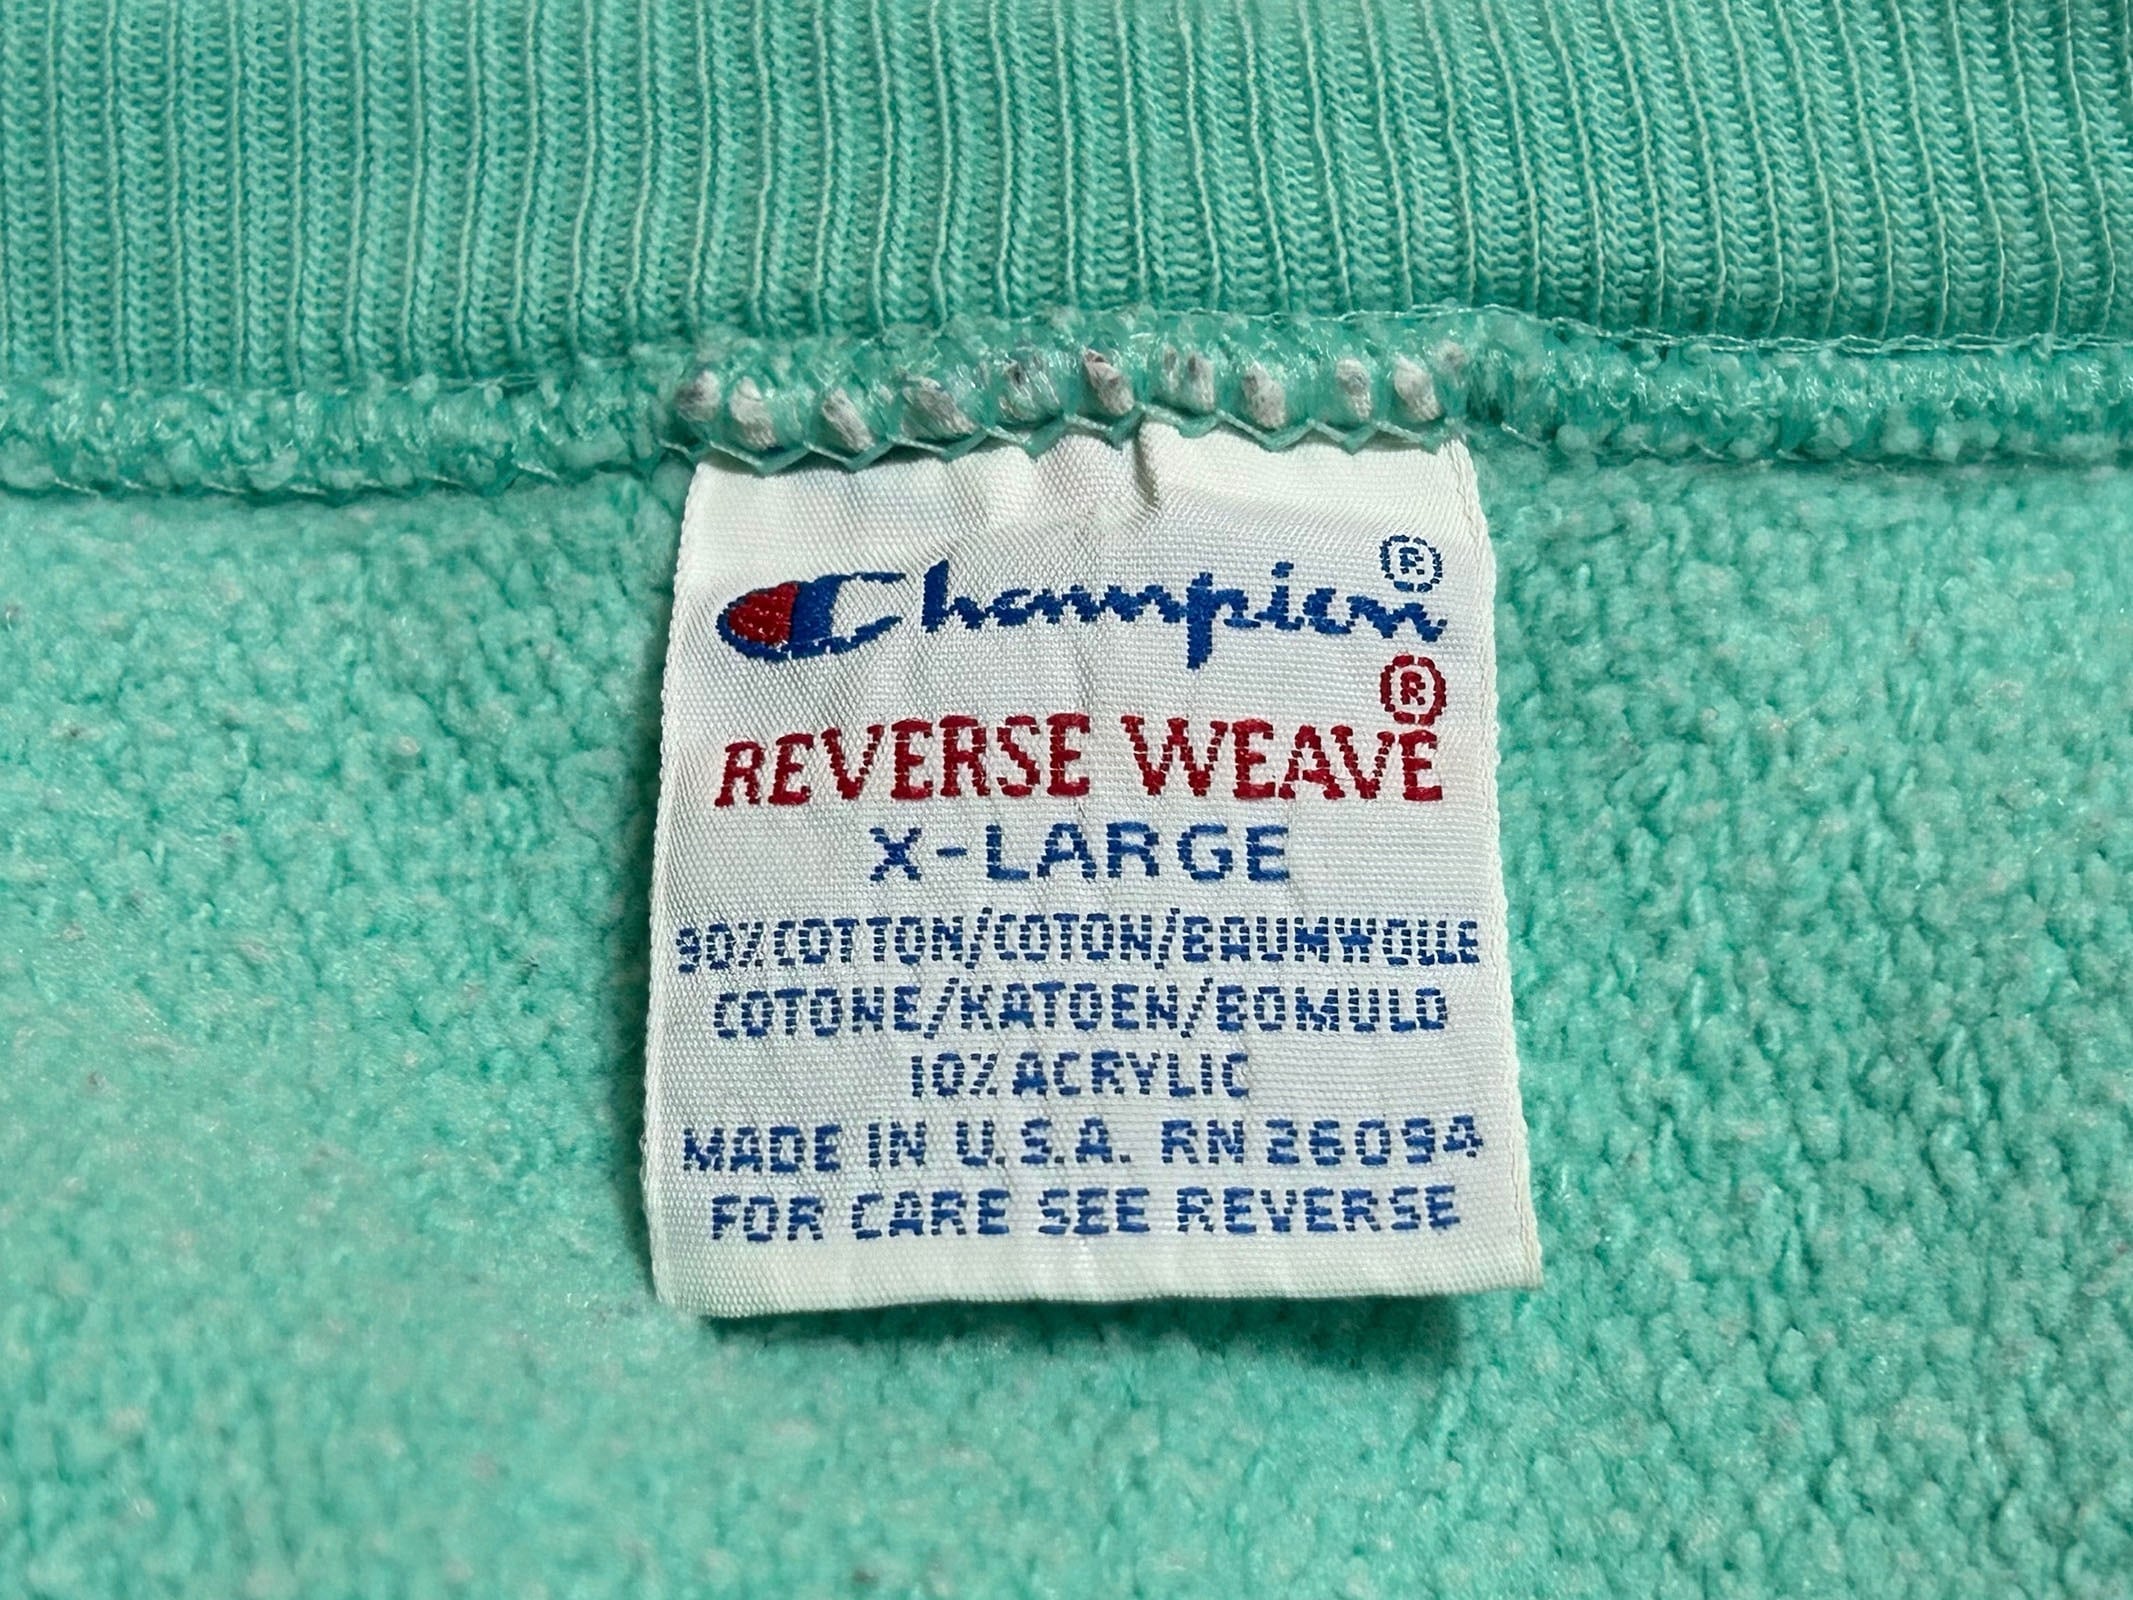 Champion®
REVERSE WEAVE®
X-LARGE
90% COTTON/COTON/BAUMWOLLE
COTONE/KATOEN/BOMULD
10% ACRYLIC
MADE IN U.S.A. RN 26094
FOR CARE SEE REVERSE